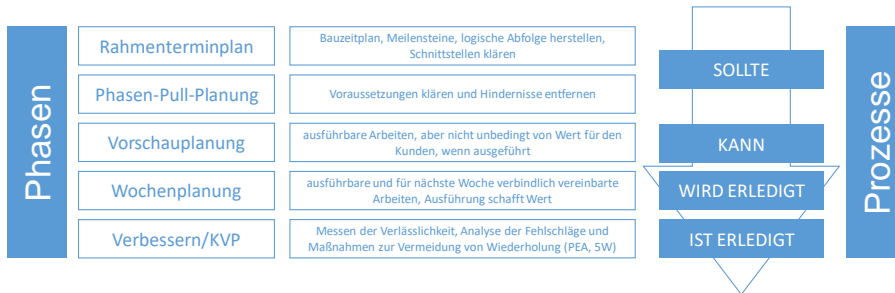 Phasen
Rahmenterminplan
Bauzeitplan, Meilensteine, logische Abfolge herstellen,
Schnittstellen klären
SOLLTE
Phasen-Pull-Planung
Voraussetzungen klären und Hindernisse entfernen
Vorschauplanung
ausführbare Arbeiten, aber nicht unbedingt von Wert für den
Kunden, wenn ausgeführt
KANN
Wochenplanung
ausführbare und für nächste Woche verbindlich vereinbarte
Arbeiten, Ausführung schafft Wert
WIRD ERLEDIGT
Verbessern/KVP
Messen der Verlässlichkeit, Analyse der Fehlschläge und
Maßnahmen zur Vermeidung von Wiederholung (PEA, 5W)
IST ERLEDIGT
Prozesse